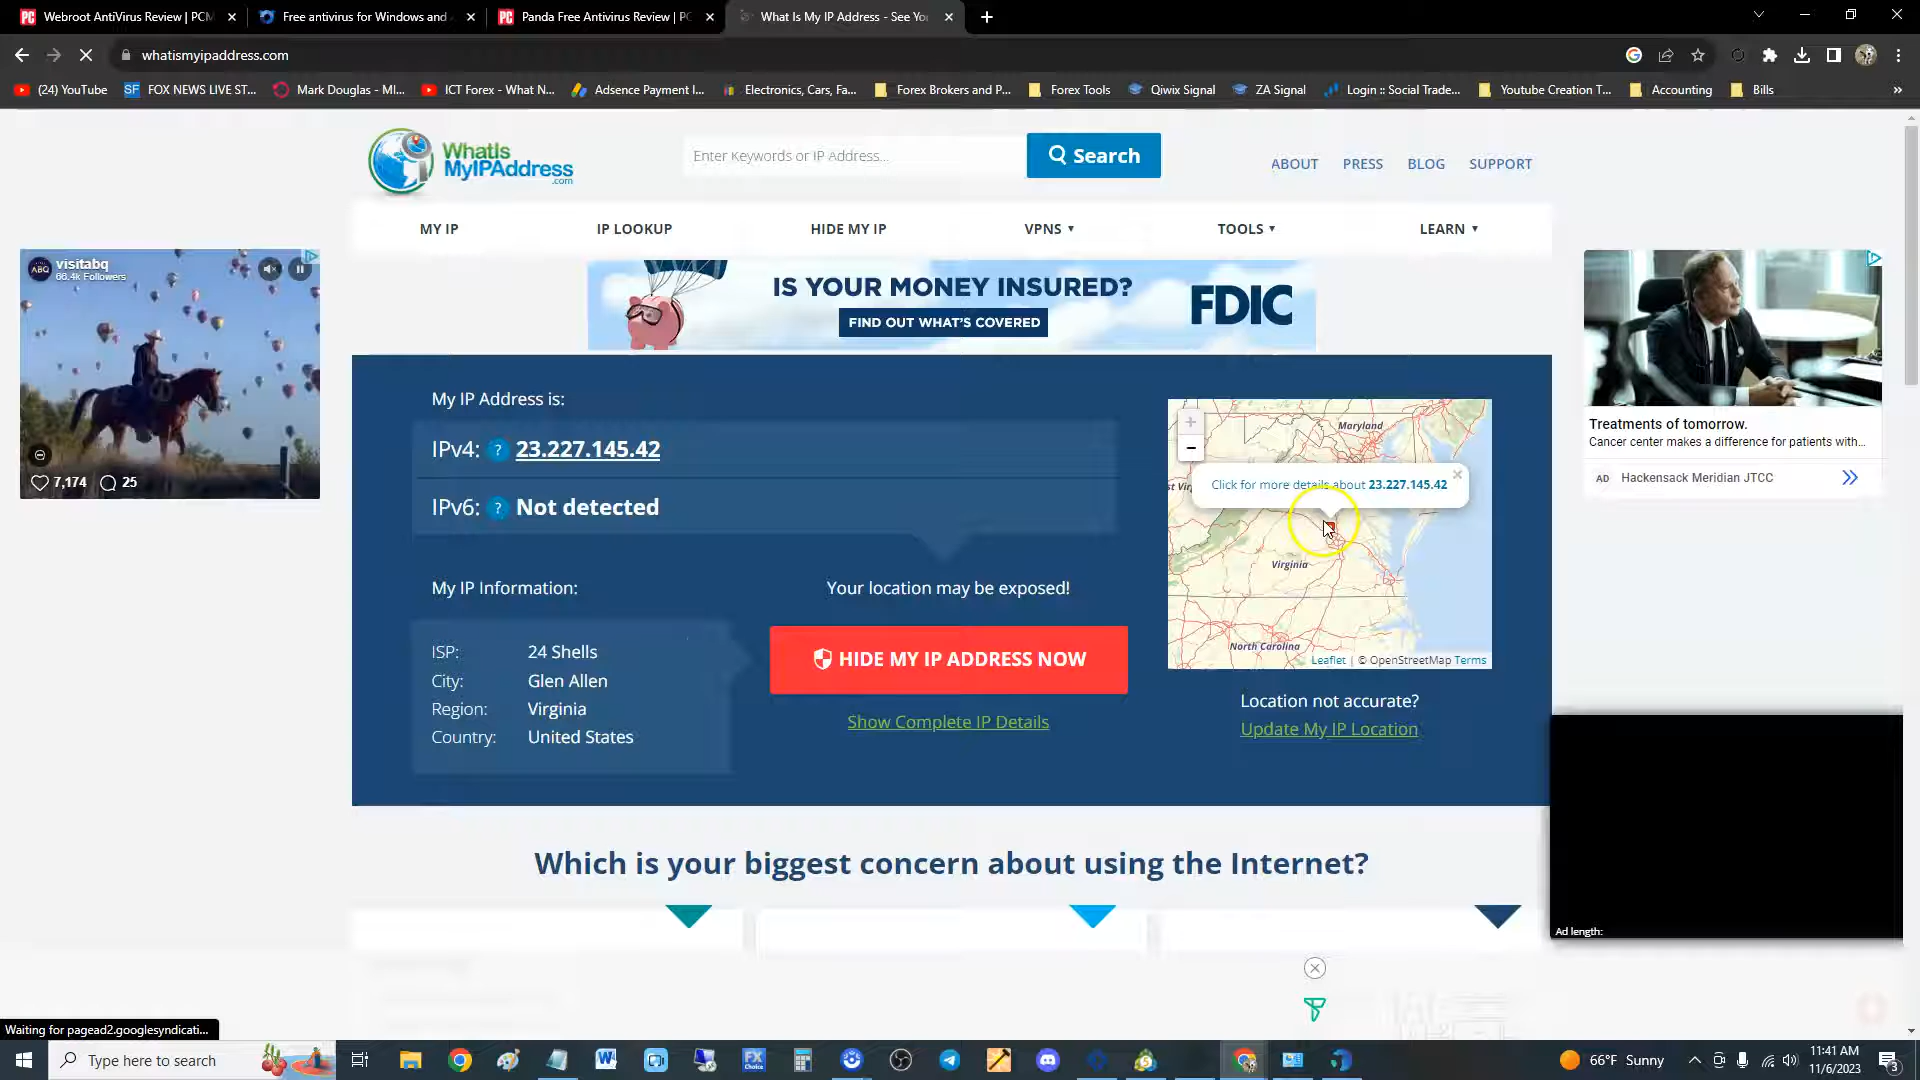 Webroot AntiVirus Review | PCM
Free antivirus for Windows and
Panda Free Antivirus Review | PC
What Is My IP Address - See Yo
whatismyipaddress.com
(24) YouTube
FOX NEWS LIVE ST...
Mark Douglas - MI...
ICT Forex - What N...
Adsence Payment I...
Electronics, Cars, Fa...
Forex Brokers and P...
Forex Tools
Qiwix Signal
ZA Signal
Login :: Social Trade...
Youtube Creation T...
Accounting
Bills
WhatIs
MyIPAddress
.com
Enter Keywords or IP Address...
Search
ABOUT
PRESS
BLOG
SUPPORT
MY IP
IP LOOKUP
HIDE MY IP
VPNS
TOOLS
LEARN
ABQ
visitabq
66.4k Followers
7,174
25
IS YOUR MONEY INSURED?
FIND OUT WHAT'S COVERED
FDIC
Treatments of tomorrow.
Cancer center makes a difference for patients with...
AD
Hackensack Meridian JTCC
My IP Address is:
IPv4: ? 23.227.145.42
IPv6: ? Not detected
My IP Information:
ISP: 24 Shells
City: Glen Allen
Region: Virginia
Country: United States
Your location may be exposed!
HIDE MY IP ADDRESS NOW
Show Complete IP Details
Maryland
st Vir
Click for more details about 23.227.145.42
Virginia
North Carolina
Leaflet | © OpenStreetMap Terms
Location not accurate?
Update My IP Location
Which is your biggest concern about using the Internet?
Ad length:
Waiting for pagead2.googlesyndicati...
Type here to search
66°F Sunny
11:41 AM
11/6/2023
3